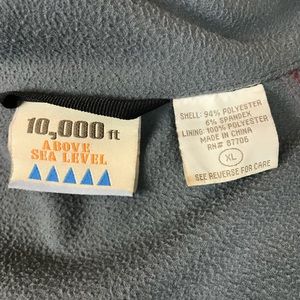 10,000 ft
ABOVE
SEA LEVEL
SHELL: 94% POLYESTER
6% SPANDEX
LINING: 100% POLYESTER
MADE IN CHINA
RN# 87706
XL
SEE REVERSE FOR CARE